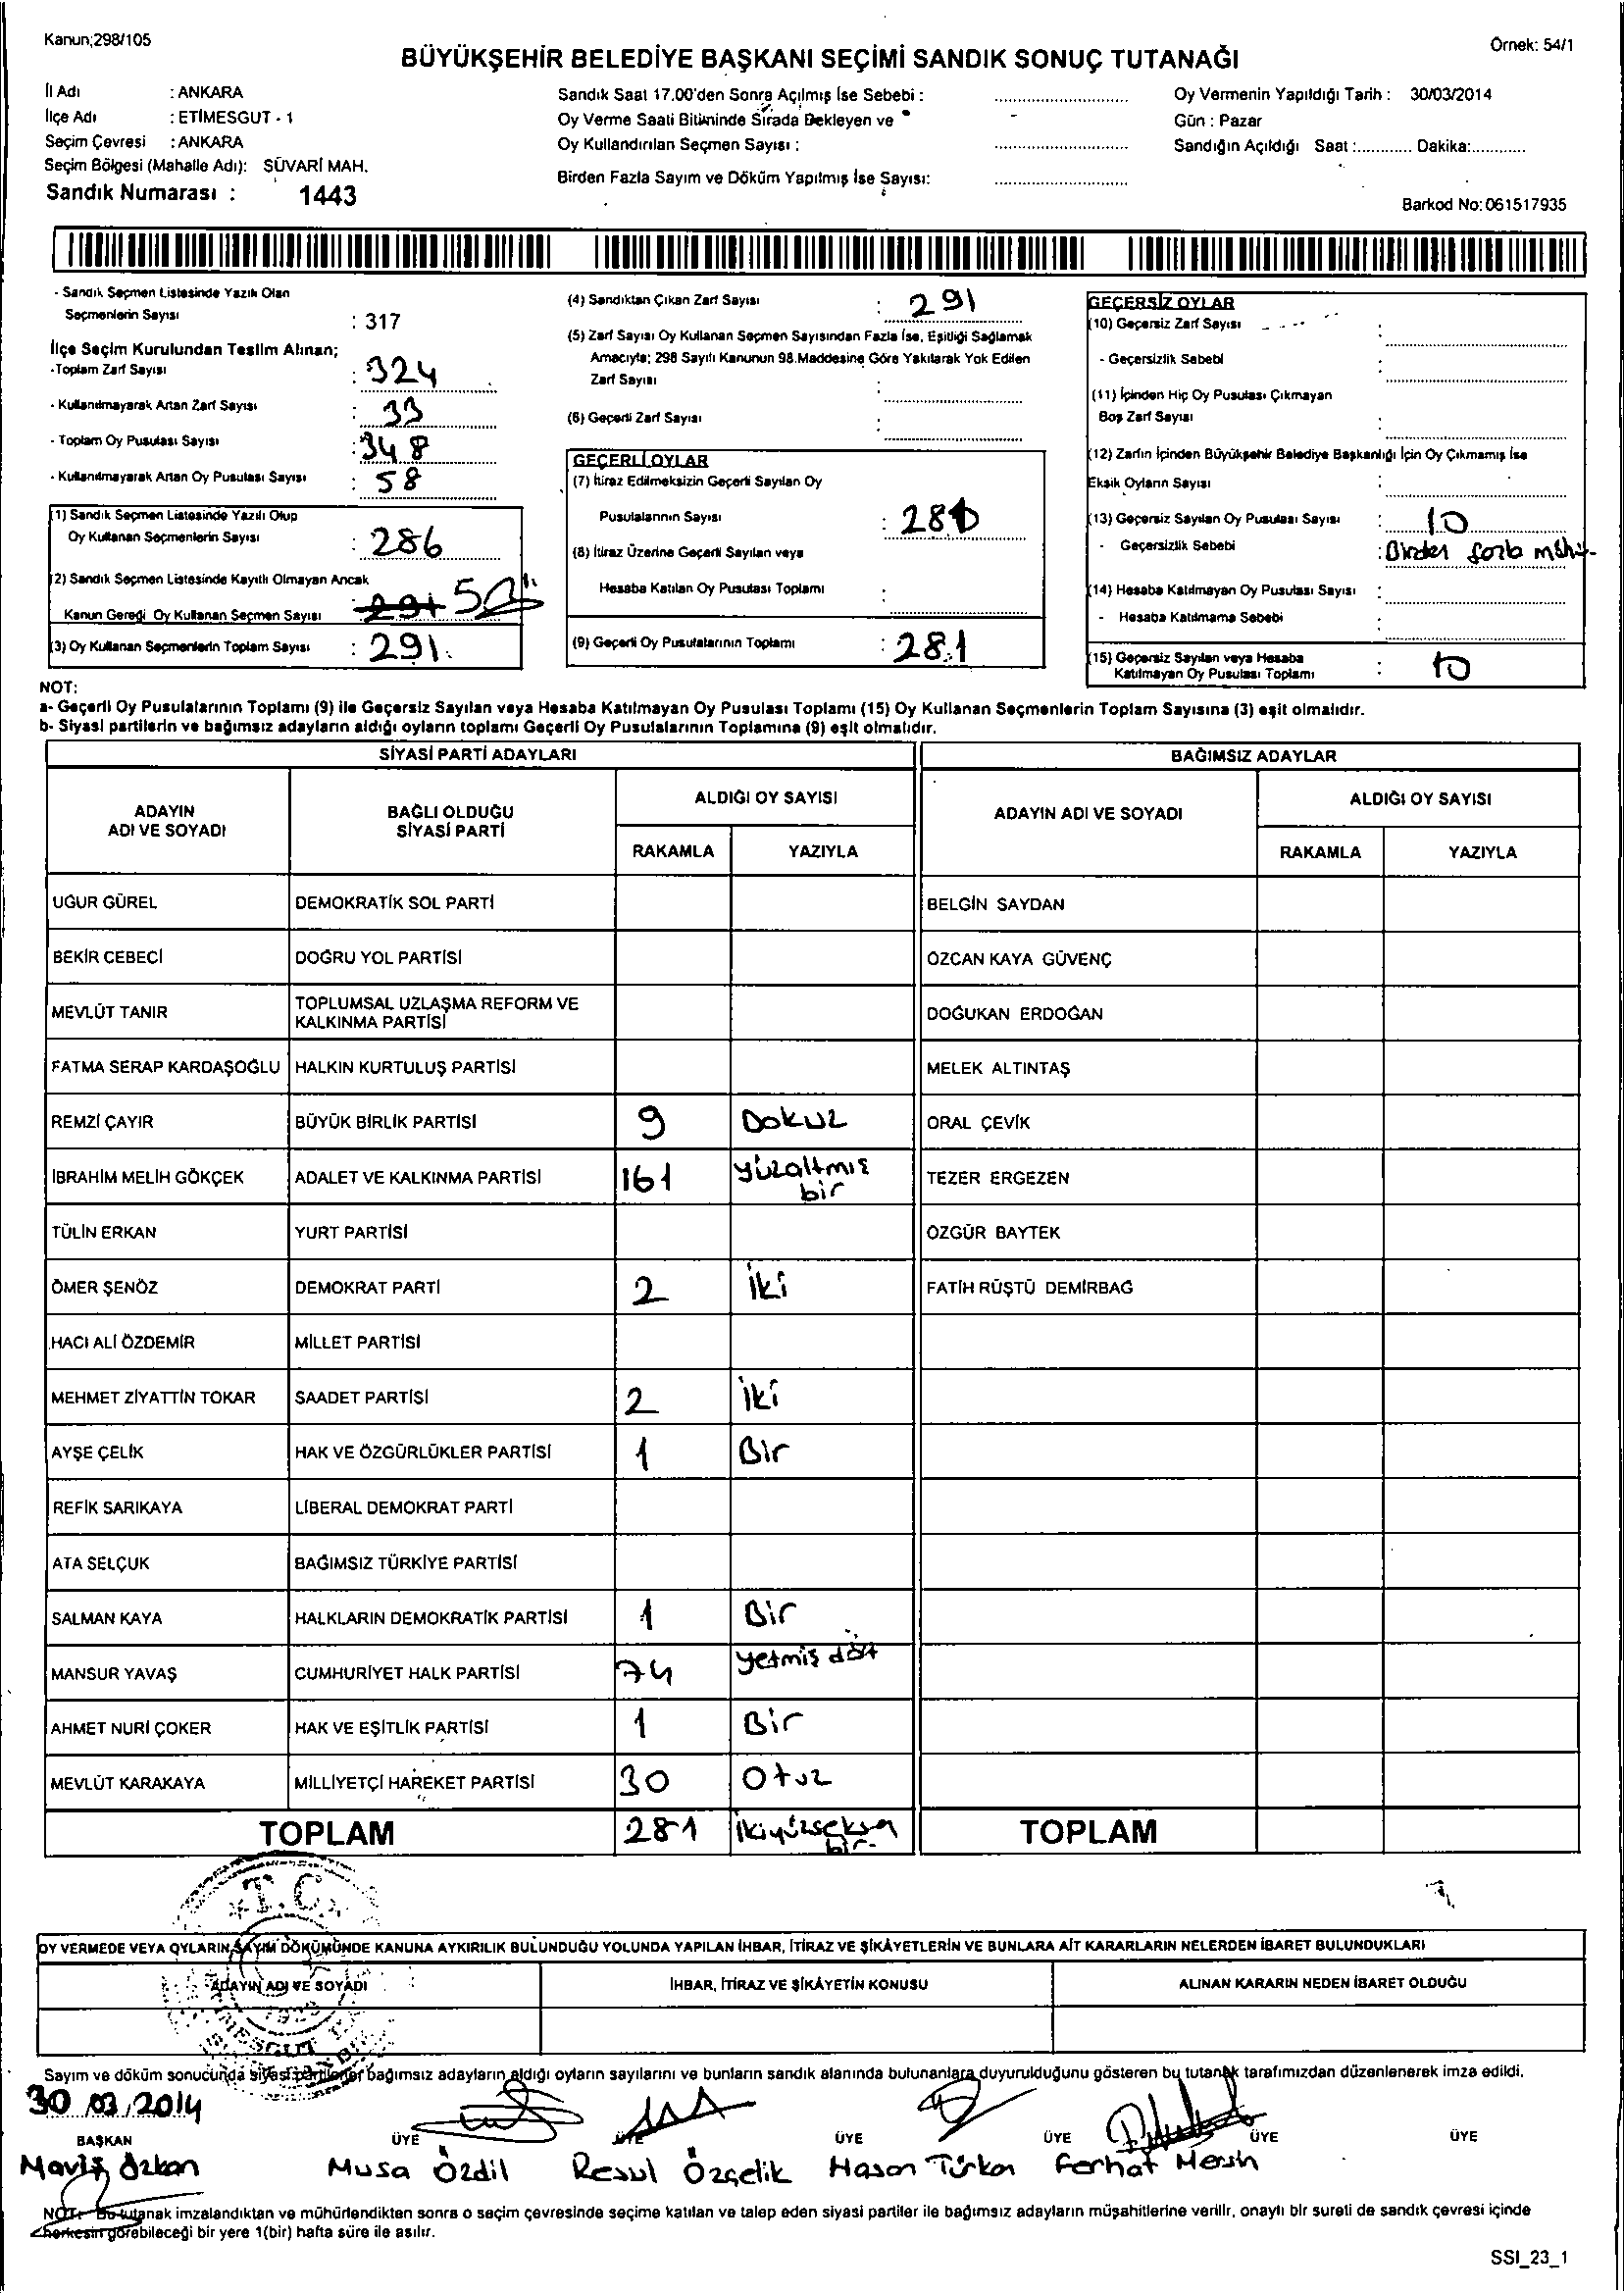 Kanun;298/105
Örnek: 54/1
BÜYÜKŞEHİR BELEDİYE BAŞKANI SEÇİMİ SANDIK SONUÇ TUTANAĞI
İl Adı : ANKARA
İlçe Adı : ETİMESGUT - 1
Seçim Çevresi : ANKARA
Seçim Bölgesi (Mahalle Adı): SÜVARİ MAH.
Sandık Numarası : 1443
Sandık Saat 17.00'den Sonra Açılmış İse Sebebi :
Oy Verme Saati Bitiminde Sırada Bekleyen ve
Oy Kullandırılan Seçmen Sayısı :
Birden Fazla Sayım ve Döküm Yapılmış İse Sayısı:
Oy Vermenin Yapıldığı Tarih : 30/03/2014
Gün : Pazar
Sandığın Açıldığı Saat :............ Dakika:............
Barkod No:061517935
- Sandık Seçmen Listesinde Yazılı Olan
Seçmenlerin Sayısı : 317
İlçe Seçim Kurulundan Teslim Alınan;
-Toplam Zarf Sayısı : 324
- Kullanılmayarak Artan Zarf Sayısı : 33
- Toplam Oy Pusulası Sayısı : 348
- Kullanılmayarak Artan Oy Pusulası Sayısı : 58
(1) Sandık Seçmen Listesinde Yazılı Olup
Oy Kullanan Seçmenlerin Sayısı : 286
(2) Sandık Seçmen Listesinde Kayıtlı Olmayan Ancak
Kanun Gereği Oy Kullanan Seçmen Sayısı : 291 5
(3) Oy Kullanan Seçmenlerin Toplam Sayısı : 291
(4) Sandıktan Çıkan Zarf Sayısı : 291
(5) Zarf Sayısı Oy Kullanan Seçmen Sayısından Fazla İse, Eşitliği Sağlamak
Amacıyla; 298 Sayılı Kanunun 98.Maddesine Göre Yakılarak Yok Edilen
Zarf Sayısı :
(6) Geçerli Zarf Sayısı :
GEÇERLİ OYLAR
(7) İtiraz Edilmeksizin Geçerli Sayılan Oy
Pusulalarının Sayısı :
(8) İtiraz Üzerine Geçerli Sayılan veya
Hesaba Katılan Oy Pusulası Toplamı :
(9) Geçerli Oy Pusulalarının Toplamı : 281
GEÇERSİZ OYLAR
(10) Geçersiz Zarf Sayısı :
- Geçersizlik Sebebi :
(11) İçinden Hiç Oy Pusulası Çıkmayan
Boş Zarf Sayısı :
(12) Zarfın İçinden Büyükşehir Belediye Başkanlığı İçin Oy Çıkmamış İse
Eksik Oyların Sayısı :
(13) Geçersiz Sayılan Oy Pusulası Sayısı : 10
- Geçersizlik Sebebi : Birden fazla mühür
(14) Hesaba Katılmayan Oy Pusulası Sayısı :
- Hesaba Katılmama Sebebi :
(15) Geçersiz Sayılan veya Hesaba
Katılmayan Oy Pusulası Toplamı : 10
NOT:
a- Geçerli Oy Pusulalarının Toplamı (9) ile Geçersiz Sayılan veya Hesaba Katılmayan Oy Pusulası Toplamı (15) Oy Kullanan Seçmenlerin Toplam Sayısına (3) eşit olmalıdır.
b- Siyasi partilerin ve bağımsız adayların aldığı oyların toplamı Geçerli Oy Pusulalarının Toplamına (9) eşit olmalıdır.
SİYASİ PARTİ ADAYLARI BAĞIMSIZ ADAYLAR
ADAYIN ADI VE SOYADI BAĞLI OLDUĞU SİYASİ PARTİ ALDIĞI OY SAYISI ADAYIN ADI VE SOYADI ALDIĞI OY SAYISI
RAKAMLA YAZIYLA RAKAMLA YAZIYLA
UĞUR GÜREL DEMOKRATİK SOL PARTİ BELGİN SAYDAN
BEKİR CEBECİ DOĞRU YOL PARTİSİ ÖZCAN KAYA GÜVENÇ
MEVLÜT TANIR TOPLUMSAL UZLAŞMA REFORM VE KALKINMA PARTİSİ DOĞUKAN ERDOĞAN
FATMA SERAP KARDAŞOĞLU HALKIN KURTULUŞ PARTİSİ MELEK ALTINTAŞ
REMZİ ÇAYIR BÜYÜK BİRLİK PARTİSİ 9 Dokuz ORAL ÇEVİK
İBRAHİM MELİH GÖKÇEK ADALET VE KALKINMA PARTİSİ 161 yüzaltmış bir TEZER ERGEZEN
TÜLİN ERKAN YURT PARTİSİ ÖZGÜR BAYTEK
ÖMER ŞENÖZ DEMOKRAT PARTİ 2 iki FATİH RÜŞTÜ DEMİRBAĞ
HACI ALİ ÖZDEMİR MİLLET PARTİSİ
MEHMET ZİYATTİN TOKAR SAADET PARTİSİ 2 iki
AYŞE ÇELİK HAK VE ÖZGÜRLÜKLER PARTİSİ 1 Bir
REFİK SARIKAYA LİBERAL DEMOKRAT PARTİ
ATA SELÇUK BAĞIMSIZ TÜRKİYE PARTİSİ
SALMAN KAYA HALKLARIN DEMOKRATİK PARTİSİ 1 Bir
MANSUR YAVAŞ CUMHURİYET HALK PARTİSİ 74 yetmiş dört
AHMET NURİ ÇOKER HAK VE EŞİTLİK PARTİSİ 1 Bir
MEVLÜT KARAKAYA MİLLİYETÇİ HAREKET PARTİSİ 30 Otuz
TOPLAM 281 ikiyüzseksen bir TOPLAM
T.C.
OY VERMEDE VEYA OYLARIN SAYIM DÖKÜMÜNDE KANUNA AYKIRILIK BULUNDUĞU YOLUNDA YAPILAN İHBAR, İTİRAZ VE ŞİKÂYETLERİN VE BUNLARA AİT KARARLARIN NELERDEN İBARET BULUNDUKLARI
ADAYIN ADI VE SOYADI İHBAR, İTİRAZ VE ŞİKÂYETİN KONUSU ALINAN KARARIN NEDEN İBARET OLDUĞU
Sayım ve döküm sonucunda siyasi partilerle bağımsız adayların aldığı oyların sayılarını ve bunların sandık alanında bulunanlara duyurulduğunu gösteren bu tutanak tarafımızdan düzenlenerek imza edildi.
30.03.2014
BAŞKAN ÜYE ÜYE ÜYE ÜYE ÜYE ÜYE
Maviş Özkan Musa Özdil Resul Özçelik Hasan Türkan Ferhat Mersin
NOT:- Bu tutanak imzalandıktan ve mühürlendikten sonra o seçim çevresinde seçime katılan ve talep eden siyasi partiler ile bağımsız adayların müşahitlerine verilir, onaylı bir sureti de sandık çevresi içinde
herkesin görebileceği bir yere 1(bir) hafta süre ile asılır.
SSI_23_1